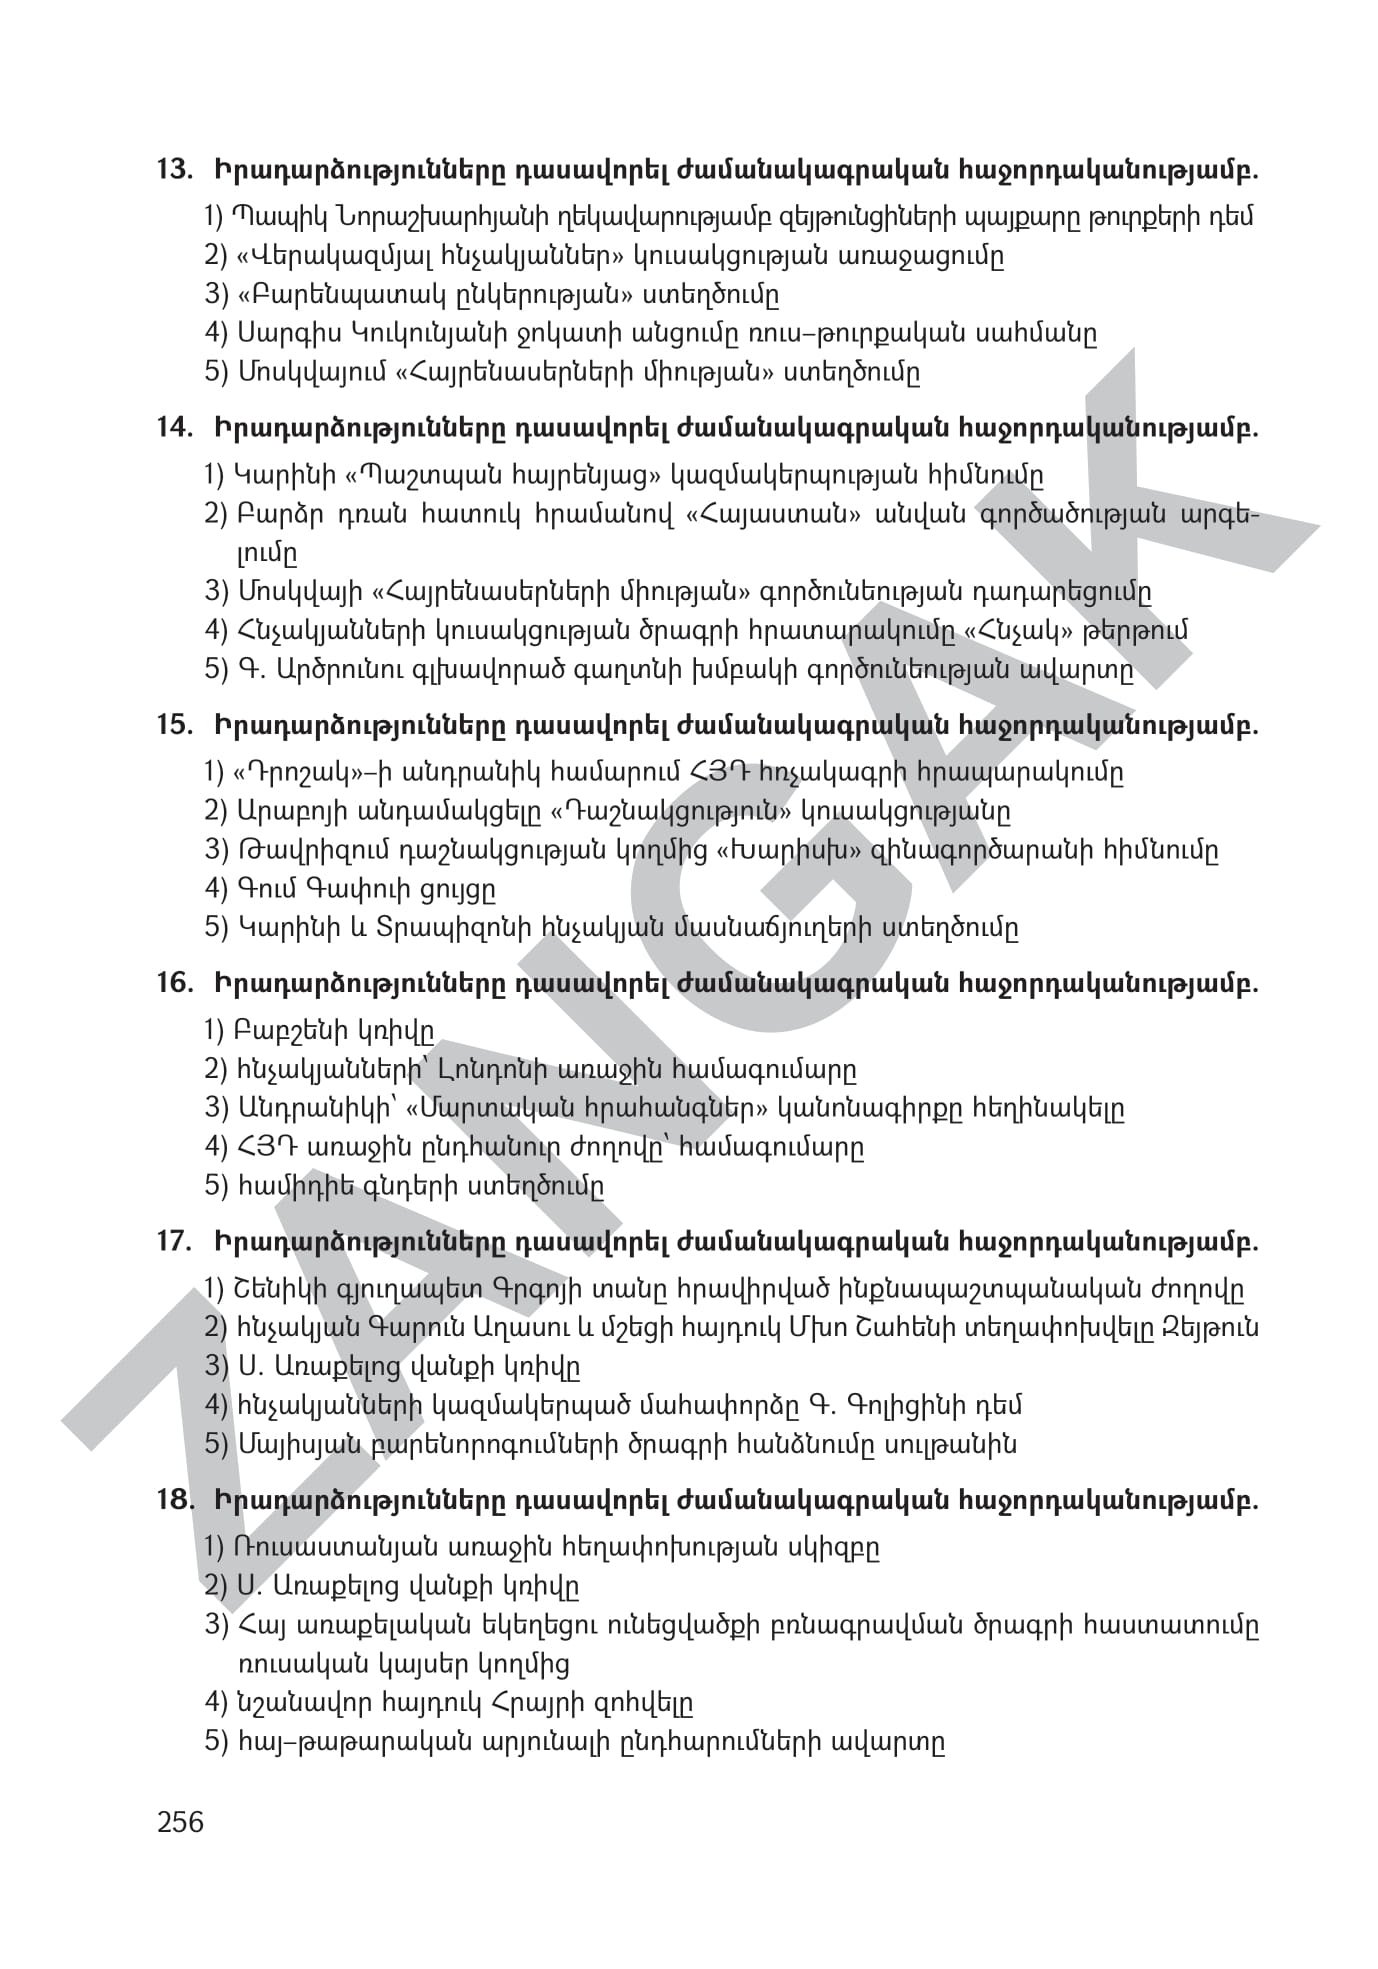 13. Իրադարձությունները դասավորել ժամանակագրական հաջորդականությամբ.
1) Պապիկ Նորաշխարհյանի ղեկավարությամբ զեյթունցիների պայքարը թուրքերի դեմ
2) «Վերակազմյալ հնչակյաններ» կուսակցության առաջացումը
3) «Բարենպատակ ընկերության» ստեղծումը
4) Սարգիս Կուկունյանի ջոկատի անցումը ռուս–թուրքական սահմանը
5) Մոսկվայում «Հայրենասերների միության» ստեղծումը
14. Իրադարձությունները դասավորել ժամանակագրական հաջորդականությամբ.
1) Կարինի «Պաշտպան հայրենյաց» կազմակերպության հիմնումը
2) Բարձր դռան հատուկ հրամանով «Հայաստան» անվան գործածության արգե-
լումը
3) Մոսկվայի «Հայրենասերների միության» գործունեության դադարեցումը
4) Հնչակյանների կուսակցության ծրագրի հրատարակումը «Հնչակ» թերթում
5) Գ. Արծրունու գլխավորած գաղտնի խմբակի գործունեության ավարտը
15. Իրադարձությունները դասավորել ժամանակագրական հաջորդականությամբ.
1) «Դրոշակ»–ի անդրանիկ համարում ՀՅԴ հռչակագրի հրապարակումը
2) Արաբոյի անդամակցելը «Դաշնակցություն» կուսակցությանը
3) Թավրիզում դաշնակցության կողմից «Խարիսխ» զինագործարանի հիմնումը
4) Գում Գափուի ցույցը
5) Կարինի և Տրապիզոնի հնչակյան մասնաճյուղերի ստեղծումը
16. Իրադարձությունները դասավորել ժամանակագրական հաջորդականությամբ.
1) Բաբշենի կռիվը
2) հնչակյանների՝ Լոնդոնի առաջին համագումարը
3) Անդրանիկի՝ «Մարտական հրահանգներ» կանոնագիրքը հեղինակելը
4) ՀՅԴ առաջին ընդհանուր ժողովը՝ համագումարը
5) համիդիե գնդերի ստեղծումը
17. Իրադարձությունները դասավորել ժամանակագրական հաջորդականությամբ.
1) Շենիկի գյուղապետ Գրգոյի տանը հրավիրված ինքնապաշտպանական ժողովը
2) հնչակյան Գարուն Աղասու և մշեցի հայդուկ Մխո Շահենի տեղափոխվելը Զեյթուն
3) Ս. Առաքելոց վանքի կռիվը
4) հնչակյանների կազմակերպած մահափորձը Գ. Գոլիցինի դեմ
5) Մայիսյան բարենորոգումների ծրագրի հանձնումը սուլթանին
18. Իրադարձությունները դասավորել ժամանակագրական հաջորդականությամբ.
1) Ռուսաստանյան առաջին հեղափոխության սկիզբը
2) Ս. Առաքելոց վանքի կռիվը
3) Հայ առաքելական եկեղեցու ունեցվածքի բռնագրավման ծրագրի հաստատումը
ռուսական կայսեր կողմից
4) նշանավոր հայդուկ Հրայրի զոհվելը
5) հայ–թաթարական արյունալի ընդհարումների ավարտը
256
ZANGAK